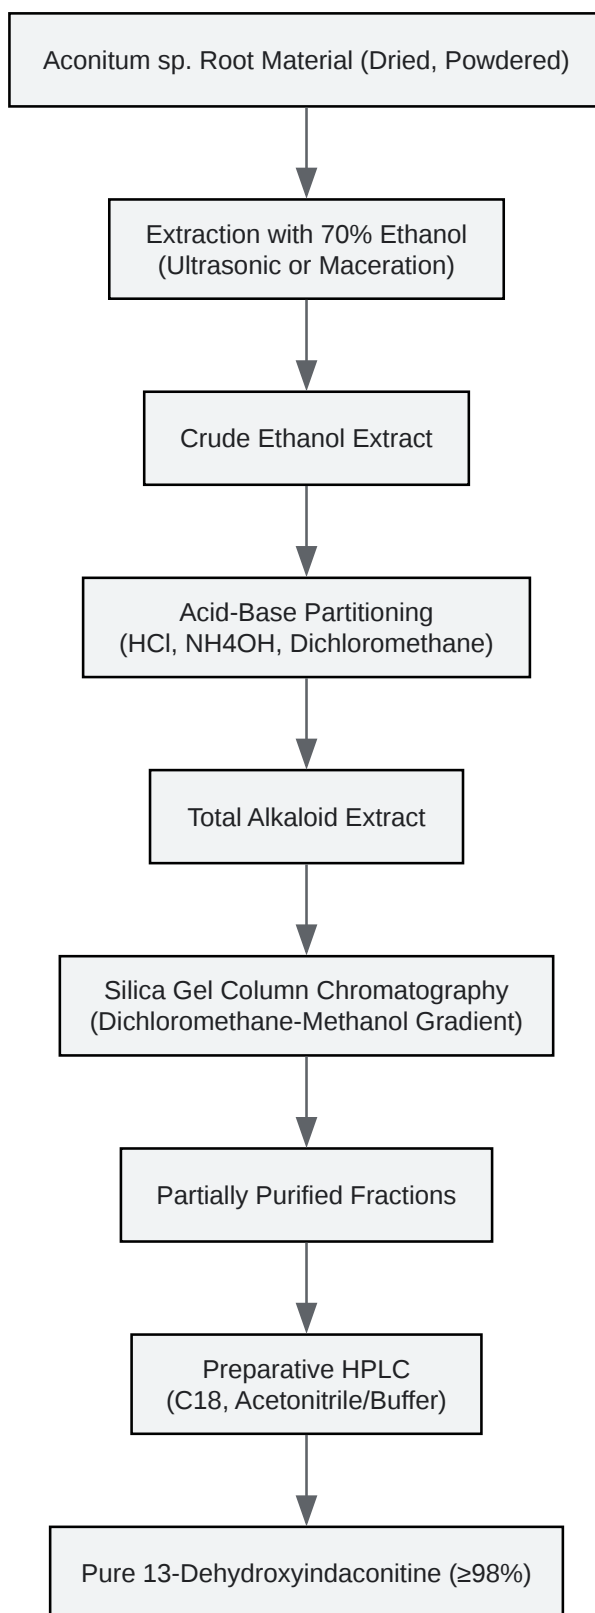 Aconitum sp. Root Material (Dried, Powdered)
Extraction with 70% Ethanol
(Ultrasonic or Maceration)
Crude Ethanol Extract
Acid-Base Partitioning
(HCl, NH4OH, Dichloromethane)
Total Alkaloid Extract
Silica Gel Column Chromatography
(Dichloromethane-Methanol Gradient)
Partially Purified Fractions
Preparative HPLC
(C18, Acetonitrile/Buffer)
Pure 13-Dehydroxyindaconitine (≥98%)